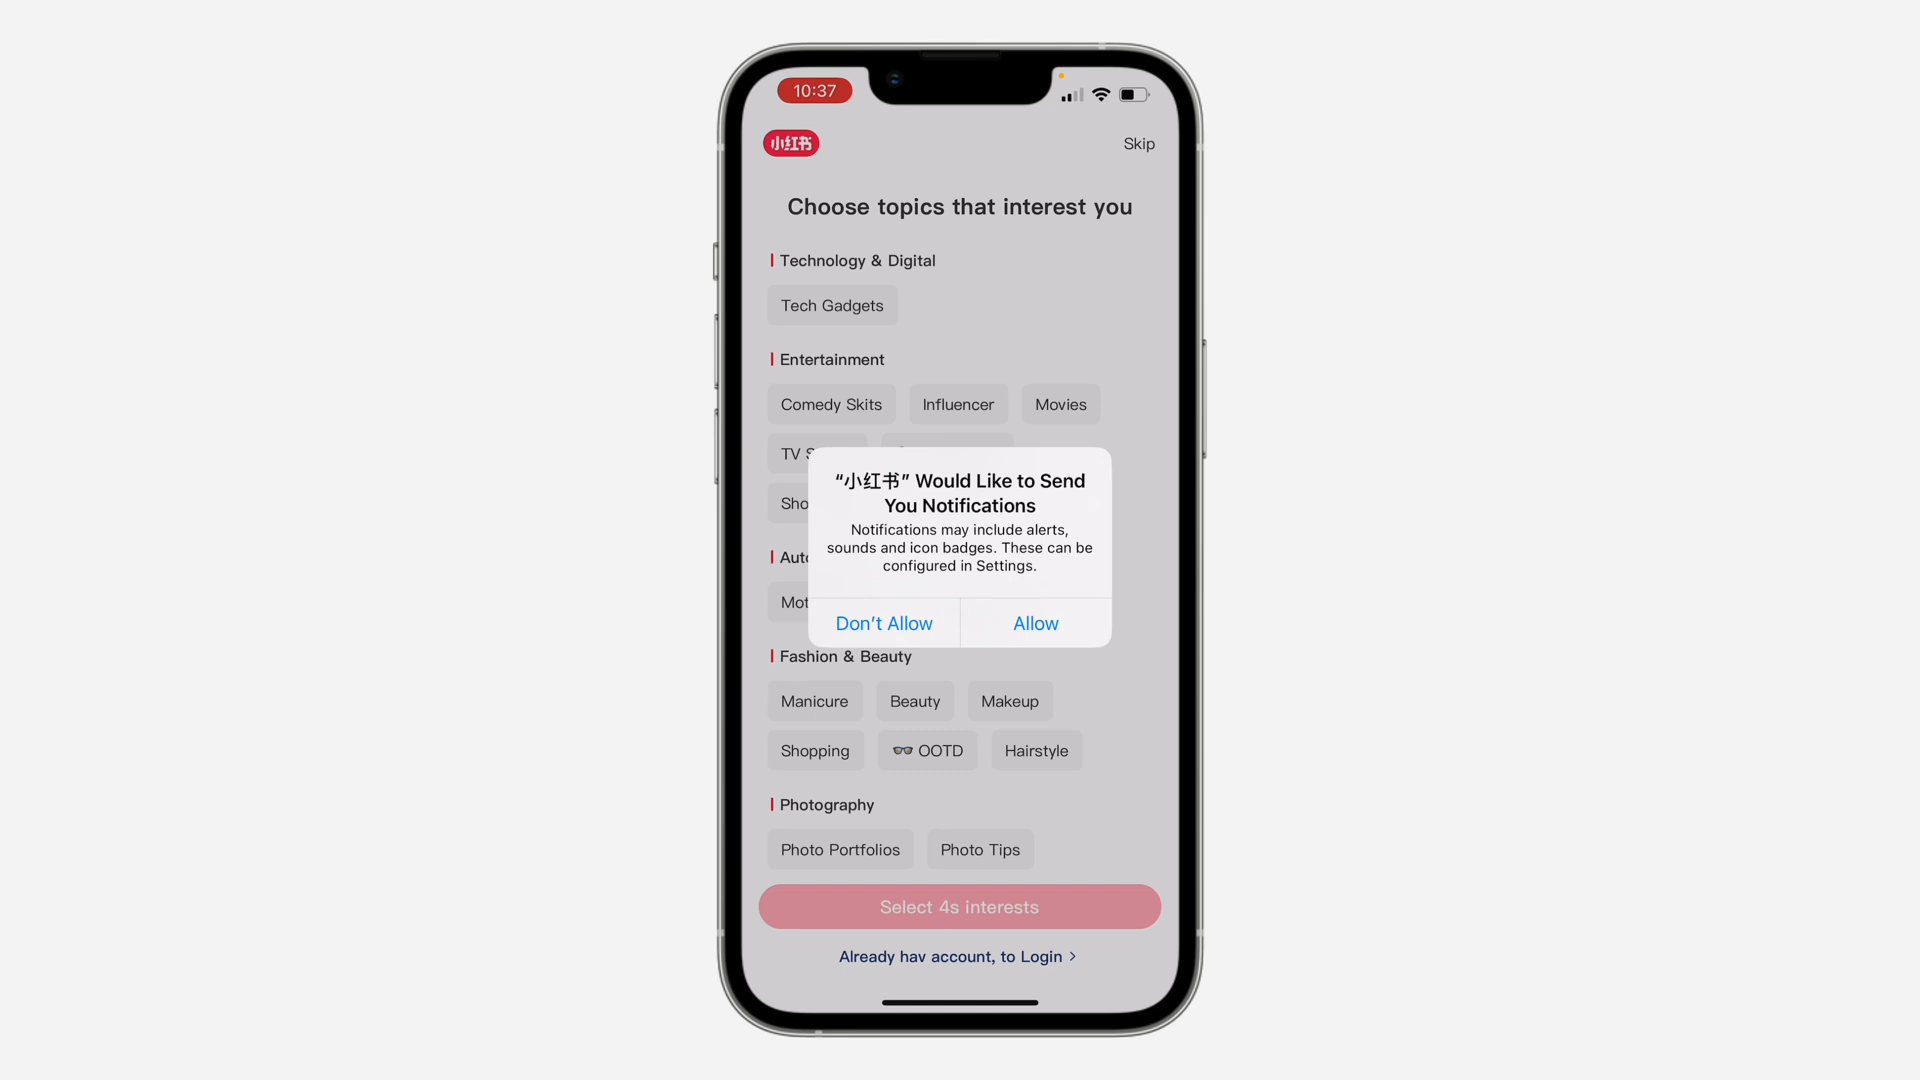 10:37
小红书
Skip
Choose topics that interest you
Technology & Digital
Tech Gadgets
Entertainment
Comedy Skits Influencer Movies
TV
“小红书” Would Like to Send
You Notifications
Notifications may include alerts,
sounds and icon badges. These can be
configured in Settings.
Don’t Allow Allow
Fashion & Beauty
Manicure Beauty Makeup
Shopping 👓 OOTD Hairstyle
Photography
Photo Portfolios Photo Tips
Select 4s interests
Already hav account, to Login >